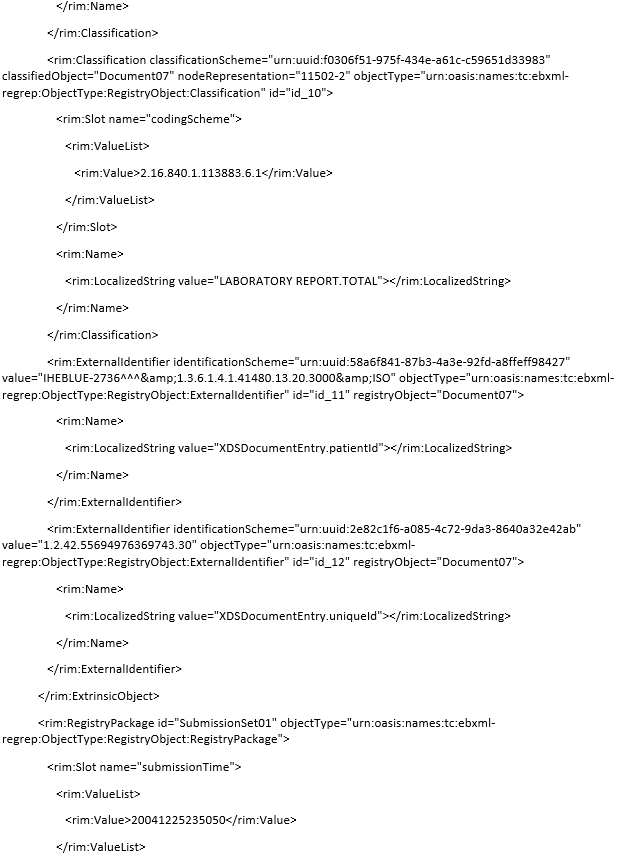 </rim:Name>
</rim:Classification>
<rim:Classification classificationScheme="urn:uuid:f0306f51-975f-434e-a61c-c59651d33983"
classifiedObject="Document07" nodeRepresentation="11502-2" objectType="urn:oasis:names:tc:ebxml-
regrep:ObjectType:RegistryObject:Classification" id="id_10">
<rim:Slot name="codingScheme">
<rim:ValueList>
<rim:Value>2.16.840.1.113883.6.1</rim:Value>
</rim:ValueList>
</rim:Slot>
<rim:Name>
<rim:LocalizedString value="LABORATORY REPORT.TOTAL"></rim:LocalizedString>
</rim:Name>
</rim:Classification>
<rim:ExternalIdentifier identificationScheme="urn:uuid:58a6f841-87b3-4a3e-92fd-a8ffeff98427"
value="IHEBLUE-2736^^^&amp;1.3.6.1.4.1.41480.13.20.3000&amp;ISO" objectType="urn:oasis:names:tc:ebxml-
regrep:ObjectType:RegistryObject:ExternalIdentifier" id="id_11" registryObject="Document07">
<rim:Name>
<rim:LocalizedString value="XDSDocumentEntry.patientId"></rim:LocalizedString>
</rim:Name>
</rim:ExternalIdentifier>
<rim:ExternalIdentifier identificationScheme="urn:uuid:2e82c1f6-a085-4c72-9da3-8640a32e42ab"
value="1.2.42.55694976369743.30" objectType="urn:oasis:names:tc:ebxml-
regrep:ObjectType:RegistryObject:ExternalIdentifier" id="id_12" registryObject="Document07">
<rim:Name>
<rim:LocalizedString value="XDSDocumentEntry.uniqueId"></rim:LocalizedString>
</rim:Name>
</rim:ExternalIdentifier>
</rim:ExtrinsicObject>
<rim:RegistryPackage id="SubmissionSet01" objectType="urn:oasis:names:tc:ebxml-
regrep:ObjectType:RegistryObject:RegistryPackage">
<rim:Slot name="submissionTime">
<rim:ValueList>
<rim:Value>20041225235050</rim:Value>
</rim:ValueList>